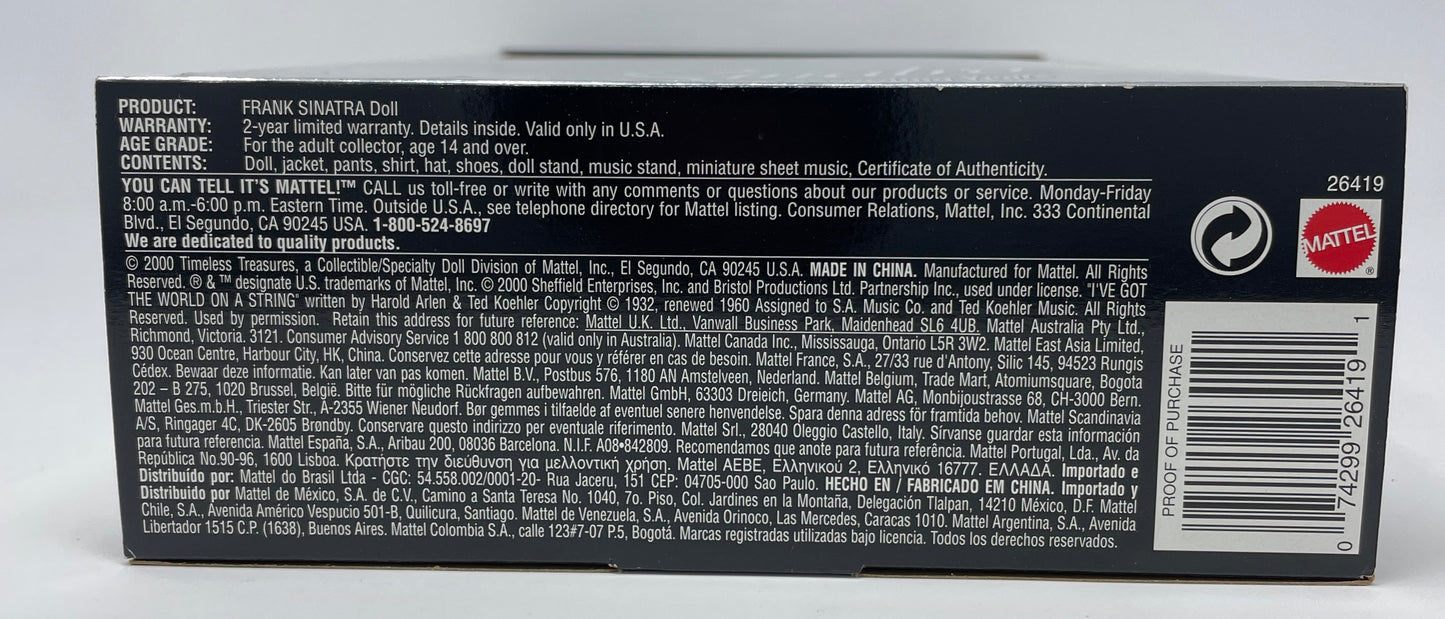 PRODUCT: FRANK SINATRA Doll
WARRANTY: 2-year limited warranty. Details inside. Valid only in U.S.A.
AGE GRADE: For the adult collector, age 14 and over.
CONTENTS: Doll, jacket, pants, shirt, hat, shoes, doll stand, music stand, miniature sheet music, Certificate of Authenticity.
YOU CAN TELL IT'S MATTEL!™ CALL us toll-free or write with any comments or questions about our products or service. Monday-Friday
8:00 a.m.-6:00 p.m. Eastern Time. Outside U.S.A., see telephone directory for Mattel listing. Consumer Relations, Mattel, Inc. 333 Continental
Blvd., El Segundo, CA 90245 USA. 1-800-524-8697
We are dedicated to quality products.
© 2000 Timeless Treasures, a Collectible/Specialty Doll Division of Mattel, Inc., El Segundo, CA 90245 U.S.A. MADE IN CHINA. Manufactured for Mattel. All Rights
Reserved. ® & ™ designate U.S. trademarks of Mattel, Inc. © 2000 Sheffield Enterprises, Inc. and Bristol Productions Ltd. Partnership Inc., used under license. "I'VE GOT
THE WORLD ON A STRING" written by Harold Arlen & Ted Koehler Copyright © 1932, renewed 1960 Assigned to S.A. Music Co. and Ted Koehler Music. All Rights
Reserved. Used by permission. Retain this address for future reference: Mattel U.K. Ltd., Vanwall Business Park, Maidenhead SL6 4UB. Mattel Australia Pty Ltd.,
Richmond, Victoria. 3121. Consumer Advisory Service 1 800 800 812 (valid only in Australia). Mattel Canada Inc., Mississauga, Ontario L5R 3W2. Mattel East Asia Limited,
930 Ocean Centre, Harbour City, HK, China. Conservez cette adresse pour vous y référer en cas de besoin. Mattel France, S.A., 27/33 rue d'Antony, Silic 145, 94523 Rungis
Cédex. Bewaar deze informatie. Kan later van pas komen. Mattel B.V., Postbus 576, 1180 AN Amstelveen, Nederland. Mattel Belgium, Trade Mart, Atomiumsquare, Bogota
202 – B 275, 1020 Brussel, België. Bitte für mögliche Rückfragen aufbewahren. Mattel GmbH, 63303 Dreieich, Germany. Mattel AG, Monbijoustrasse 68, CH-3000 Bern.
Mattel Ges.m.b.H., Triester Str., A-2355 Wiener Neudorf. Bør gemmes i tilfælde af eventuel senere henvendelse. Spara denna adress för framtida behov. Mattel Scandinavia
A/S, Ringager 4C, DK-2605 Brøndby. Conservare questo indirizzo per eventuale riferimento. Mattel Srl., 28040 Oleggio Castello, Italy. Sírvanse guardar esta información
para futura referencia. Mattel España, S.A., Aribau 200, 08036 Barcelona. N.I.F. A08•842809. Recomendamos que anote para futura referência. Mattel Portugal, Lda., Av. da
República No.90-96, 1600 Lisboa. Κρατήστε την διεύθυνση για μελλοντική χρήση. Mattel ΑΕΒΕ, Ελληνικού 2, Ελληνικό 16777. ΕΛΛΑΔΑ. Importado e
Distribuído por: Mattel do Brasil Ltda - CGC: 54.558.002/0001-20- Rua Jaceru, 151 CEP: 04705-000 Sao Paulo. HECHO EN / FABRICADO EM CHINA. Importado y
Distribuido por Mattel de México, S.A. de C.V., Camino a Santa Teresa No. 1040, 7o. Piso, Col. Jardines en la Montaña, Delegación Tlalpan, 14210 México, D.F. Mattel
Chile, S.A., Avenida Américo Vespucio 501-B, Quilicura, Santiago. Mattel de Venezuela, S.A., Avenida Orinoco, Las Mercedes, Caracas 1010. Mattel Argentina, S.A., Avenida
Libertador 1515 C.P. (1638), Buenos Aires. Mattel Colombia S.A., calle 123#7-07 P.5, Bogotá. Marcas registradas utilizadas bajo licencia. Todos los derechos reservados.
26419
MATTEL®
PROOF OF PURCHASE
0 74299 26419 1